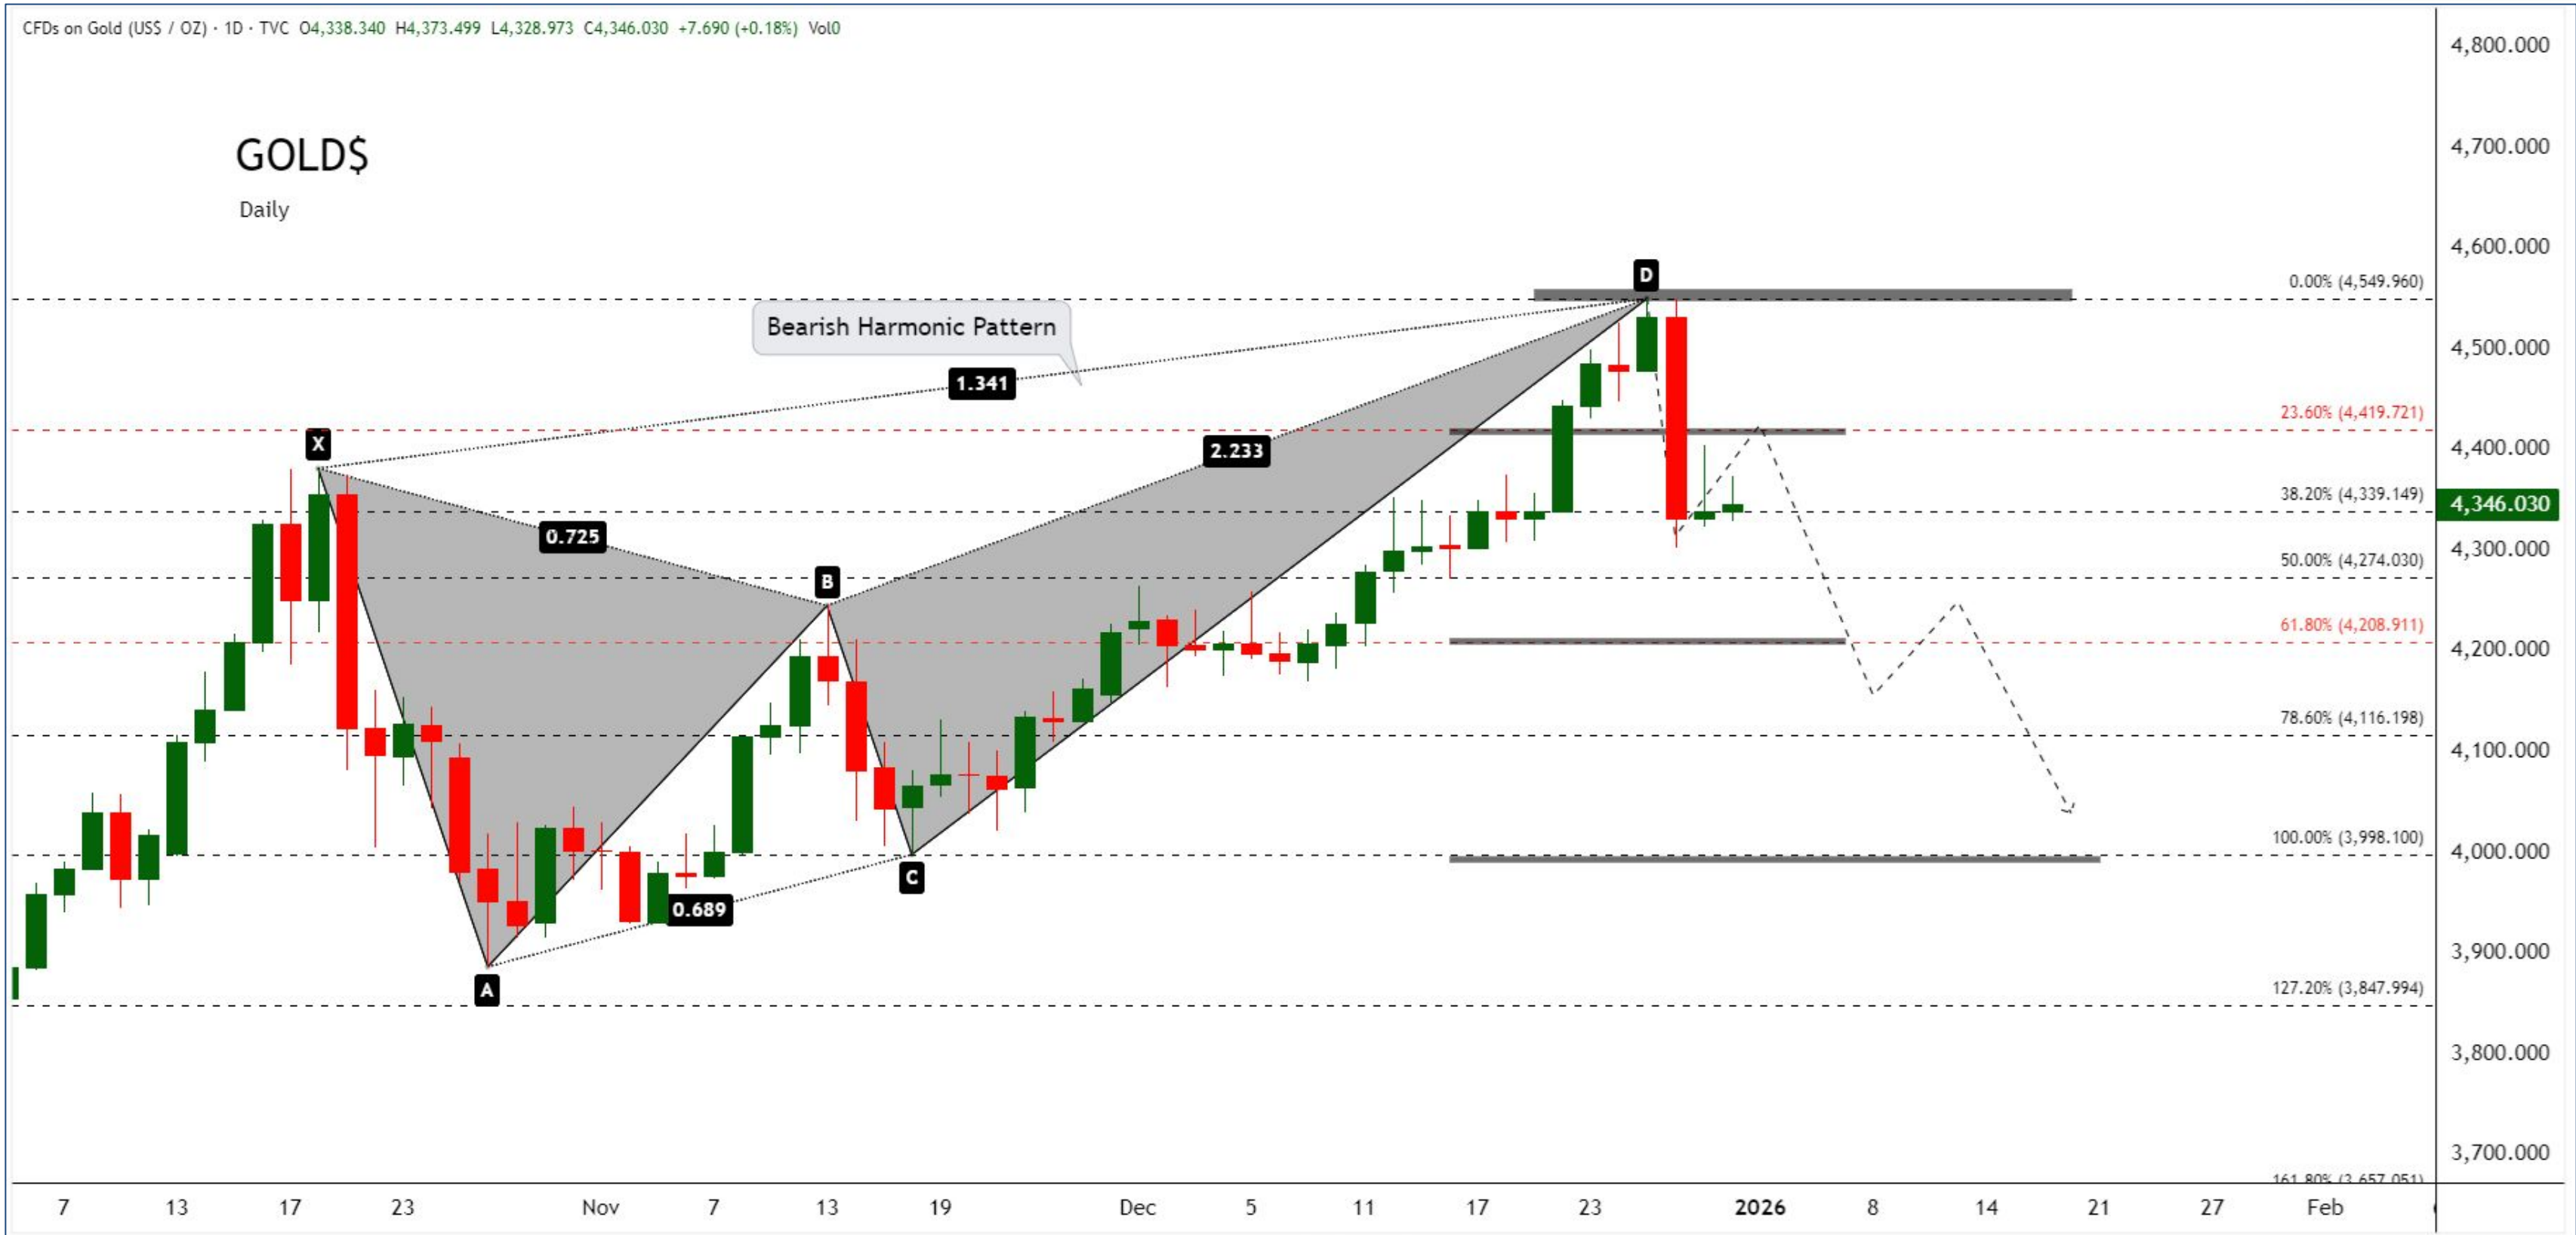 CFDs on Gold (US$ / OZ) · 1D · TVC O4,338.340 H4,373.499 L4,328.973 C4,346.030 +7.690 (+0.18%) Vol0
4,800.000
GOLD$
4,700.000
Daily
4,600.000
D
0.00% (4,549.960)
Bearish Harmonic Pattern
4,500.000
1.341
23.60% (4,419.721)
X
2.233
4,400.000
38.20% (4,339.149)
4,346.030
0.725
4,300.000
50.00% (4,274.030)
B
61.80% (4,208.911)
4,200.000
78.60% (4,116.198)
4,100.000
100.00% (3,998.100)
4,000.000
C
0.689
3,900.000
A
127.20% (3,847.994)
3,800.000
3,700.000
161.80% (3,657.051)
7 13 17 23 Nov 7 13 19 Dec 5 11 17 23 2026 8 14 21 27 Feb